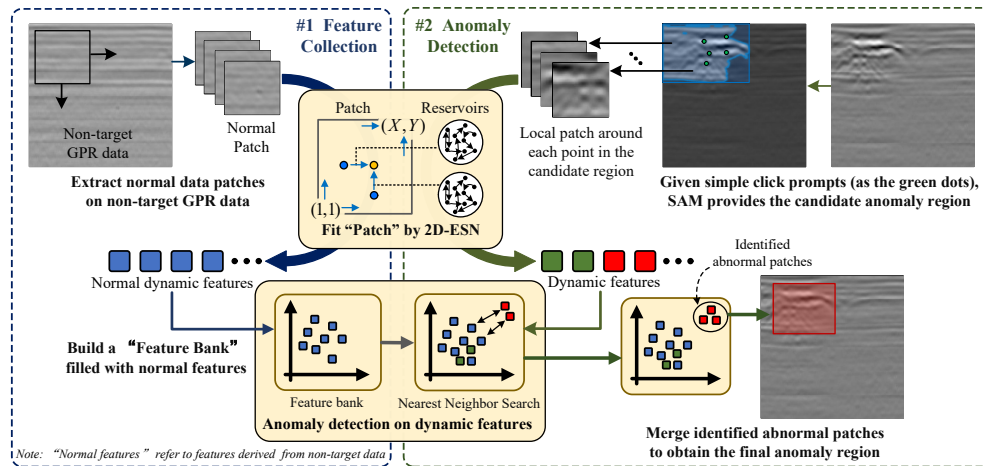 #1 Feature
Collection
#2 Anomaly
Detection
Non-target
GPR data
Normal
Patch
Extract normal data patches
on non-target GPR data
Patch
Reservoirs
(X,Y)
(1,1)
Fit “Patch” by 2D-ESN
Local patch around
each point in the
candidate region
Given simple click prompts (as the green dots),
SAM provides the candidate anomaly region
Normal dynamic features
Dynamic features
Identified
abnormal patches
Build a “Feature Bank”
filled with normal features
Feature bank
Nearest Neighbor Search
Anomaly detection on dynamic features
Merge identified abnormal patches
to obtain the final anomaly region
Note: “Normal features” refer to features derived from non-target data